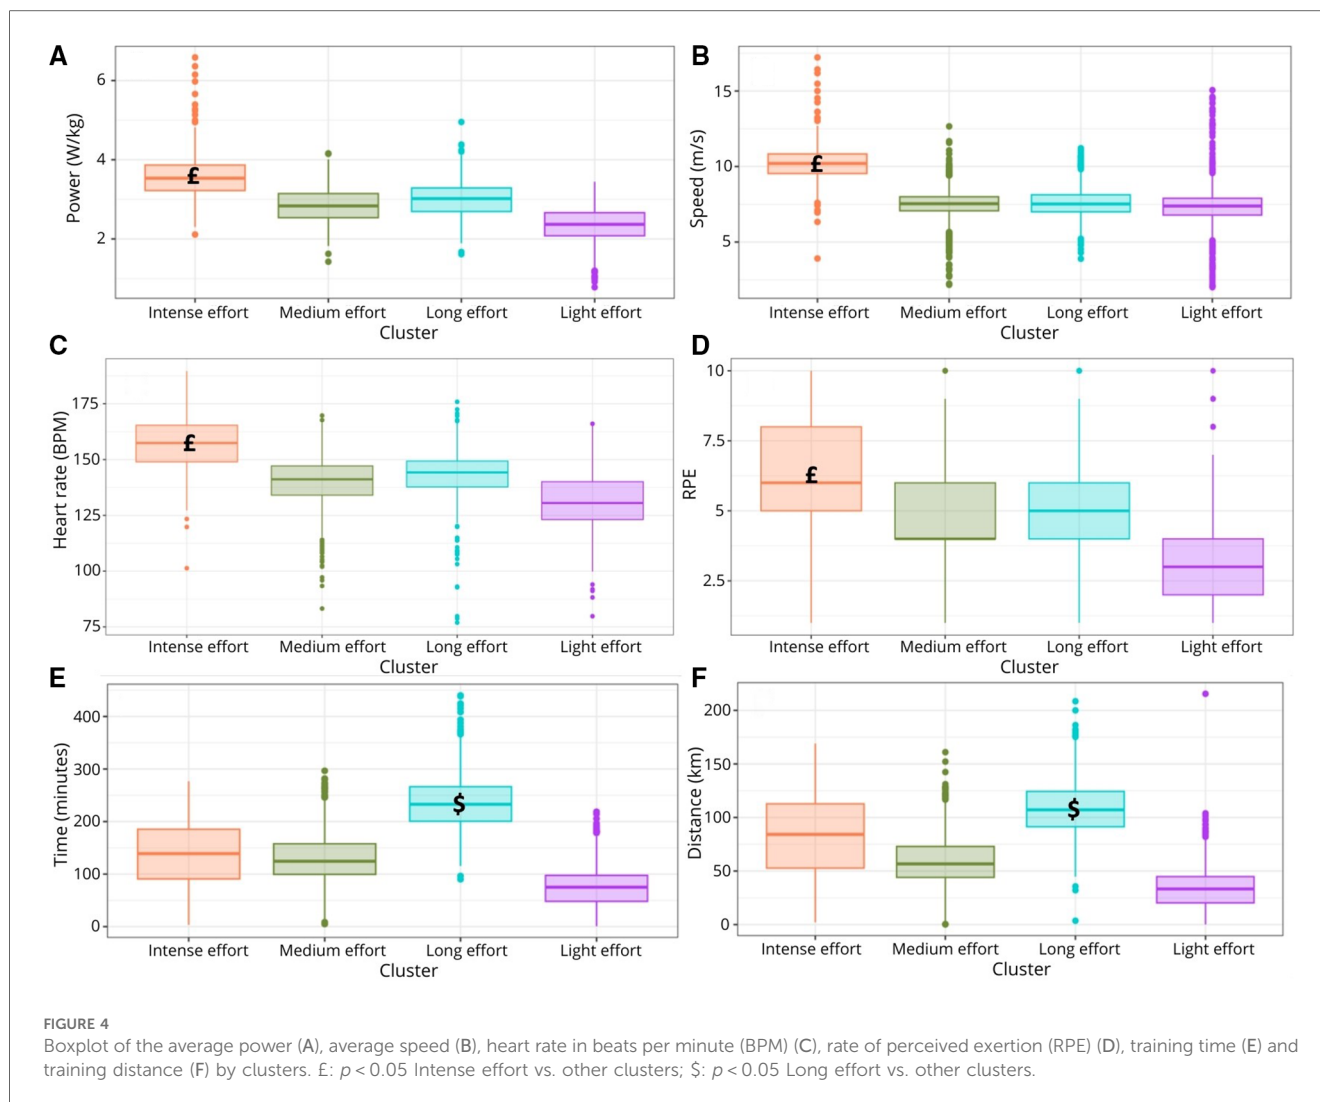 A
B
Power (W/kg)
6
4
2
Intense effort Medium effort Long effort Light effort
Cluster
Speed (m/s)
15
10
5
Intense effort Medium effort Long effort Light effort
Cluster
£
£
C
D
Heart rate (BPM)
175
150
125
100
75
£
Intense effort Medium effort Long effort Light effort
Cluster
RPE
10
7.5
5
2.5
£
Intense effort Medium effort Long effort Light effort
Cluster
E
F
Time (minutes)
400
300
200
100
0
$
Intense effort Medium effort Long effort Light effort
Cluster
Distance (km)
200
150
100
50
0
$
Intense effort Medium effort Long effort Light effort
Cluster
FIGURE 4
Boxplot of the average power (A), average speed (B), heart rate in beats per minute (BPM) (C), rate of perceived exertion (RPE) (D), training time (E) and
training distance (F) by clusters. £: p < 0.05 Intense effort vs. other clusters; $: p < 0.05 Long effort vs. other clusters.